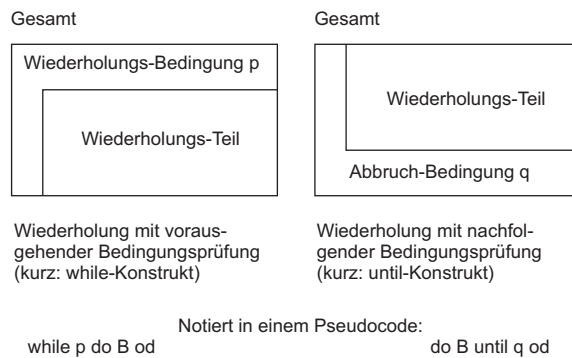 Gesamt
Wiederholungs-Bedingung p
Wiederholungs-Teil
Wiederholung mit voraus-
gehender Bedingungsprüfung
(kurz: while-Konstrukt)
Gesamt
Wiederholungs-Teil
Abbruch-Bedingung q
Wiederholung mit nachfol-
gender Bedingungsprüfung
(kurz: until-Konstrukt)
Notiert in einem Pseudocode:
while p do B od
do B until q od